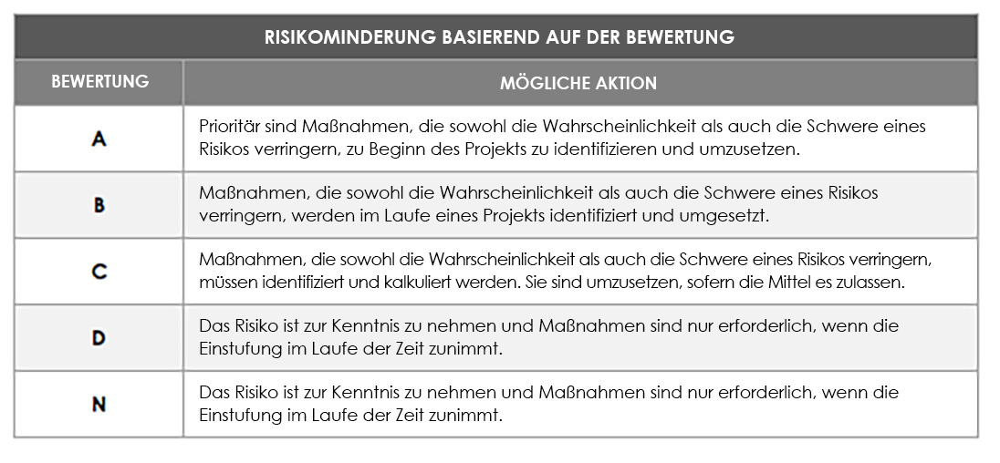 RISIKOMINDERUNG BASIEREND AUF DER BEWERTUNG
BEWERTUNG
MÖGLICHE AKTION
A
Prioritär sind Maßnahmen, die sowohl die Wahrscheinlichkeit als auch die Schwere eines
Risikos verringern, zu Beginn des Projekts zu identifizieren und umzusetzen.
B
Maßnahmen, die sowohl die Wahrscheinlichkeit als auch die Schwere eines Risikos
verringern, werden im Laufe eines Projekts identifiziert und umgesetzt.
C
Maßnahmen, die sowohl die Wahrscheinlichkeit als auch die Schwere eines Risikos verringern,
müssen identifiziert und kalkuliert werden. Sie sind umzusetzen, sofern die Mittel es zulassen.
D
Das Risiko ist zur Kenntnis zu nehmen und Maßnahmen sind nur erforderlich, wenn die
Einstufung im Laufe der Zeit zunimmt.
N
Das Risiko ist zur Kenntnis zu nehmen und Maßnahmen sind nur erforderlich, wenn die
Einstufung im Laufe der Zeit zunimmt.